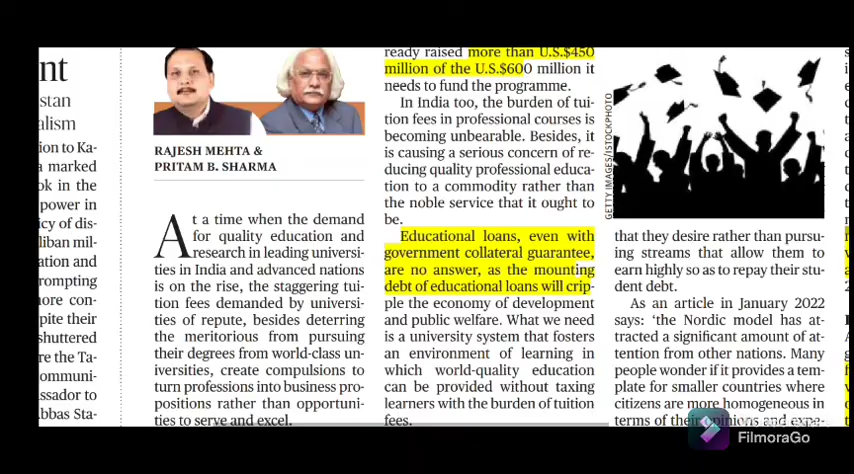 nt
stan
alism
ion to Ka-
a marked
ok in the
power in
icy of dis-
liban mil-
ation and
rompting
ore con-
pite their
shuttered
re the Ta-
ommuni-
ssador to
bbas Sta-
RAJESH MEHTA &
PRITAM B. SHARMA
At a time when the demand
for quality education and
research in leading universi-
ties in India and advanced nations
is on the rise, the staggering tui-
tion fees demanded by universi-
ties of repute, besides deterring
the meritorious from pursuing
their degrees from world-class un-
iversities, create compulsions to
turn professions into business pro-
positions rather than opportuni-
ties to serve and excel.
ready raised more than U.S.$450
million of the U.S.$600 million it
needs to fund the programme.
In India too, the burden of tui-
tion fees in professional courses is
becoming unbearable. Besides, it
is causing a serious concern of re-
ducing quality professional educa-
tion to a commodity rather than
the noble service that it ought to
be.
Educational loans, even with
government collateral guarantee,
are no answer, as the mounting
debt of educational loans will crip-
ple the economy of development
and public welfare. What we need
is a university system that fosters
an environment of learning in
which world-quality education
can be provided without taxing
learners with the burden of tuition
fees.
GETTY IMAGES/ISTOCKPHOTO
that they desire rather than pursu-
ing streams that allow them to
earn highly so as to repay their stu-
dent debt.
As an article in January 2022
says: 'the Nordic model has at-
tracted a significant amount of at-
tention from other nations. Many
people wonder if it provides a tem-
plate for smaller countries where
citizens are more homogeneous in
terms of their opinions and expe-
FilmoraGo